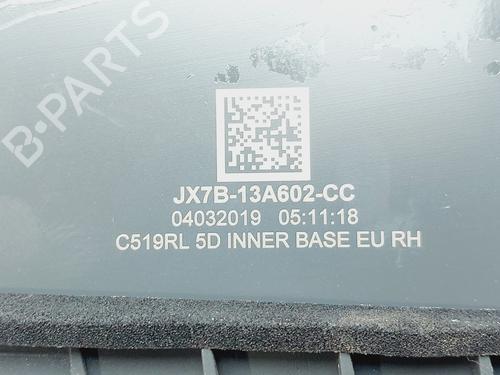 B-PARTS
JX7B-13A602-CC
04032019 05:11:18
C519RL 5D INNER BASE EU RH